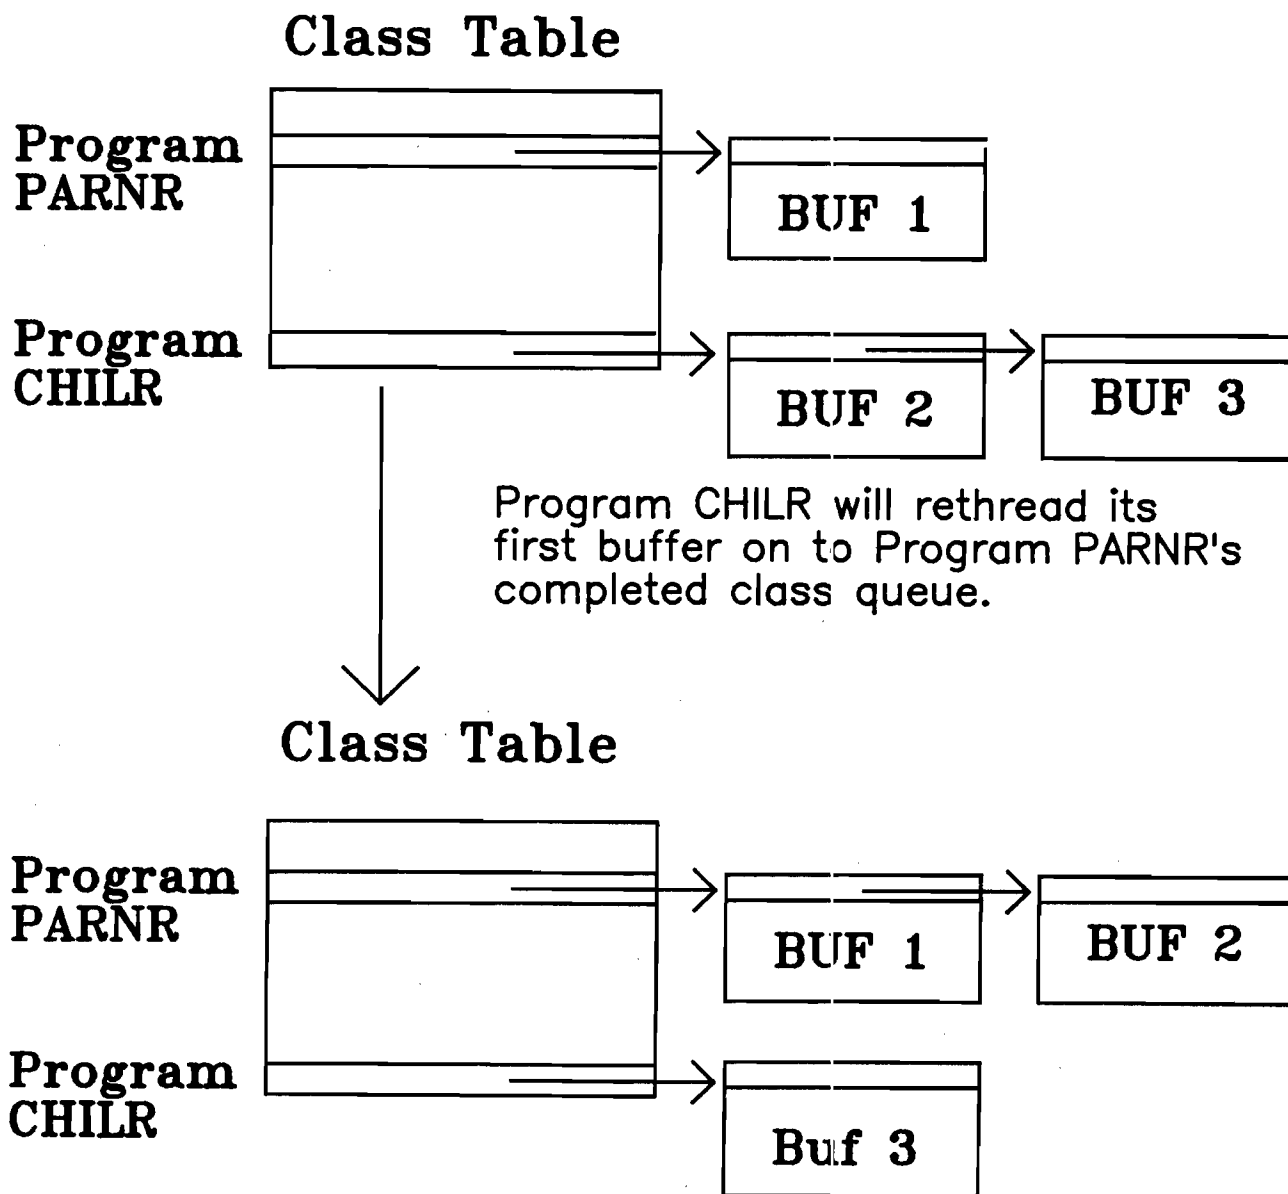 Class Table
Program
PARNR
BUF 1
Program
CHILR
BUF 2
BUF 3
Program CHILR will rethread its
first buffer on to Program PARNR's
completed class queue.
Class Table
Program
PARNR
BUF 1
BUF 2
Program
CHILR
Buf 3